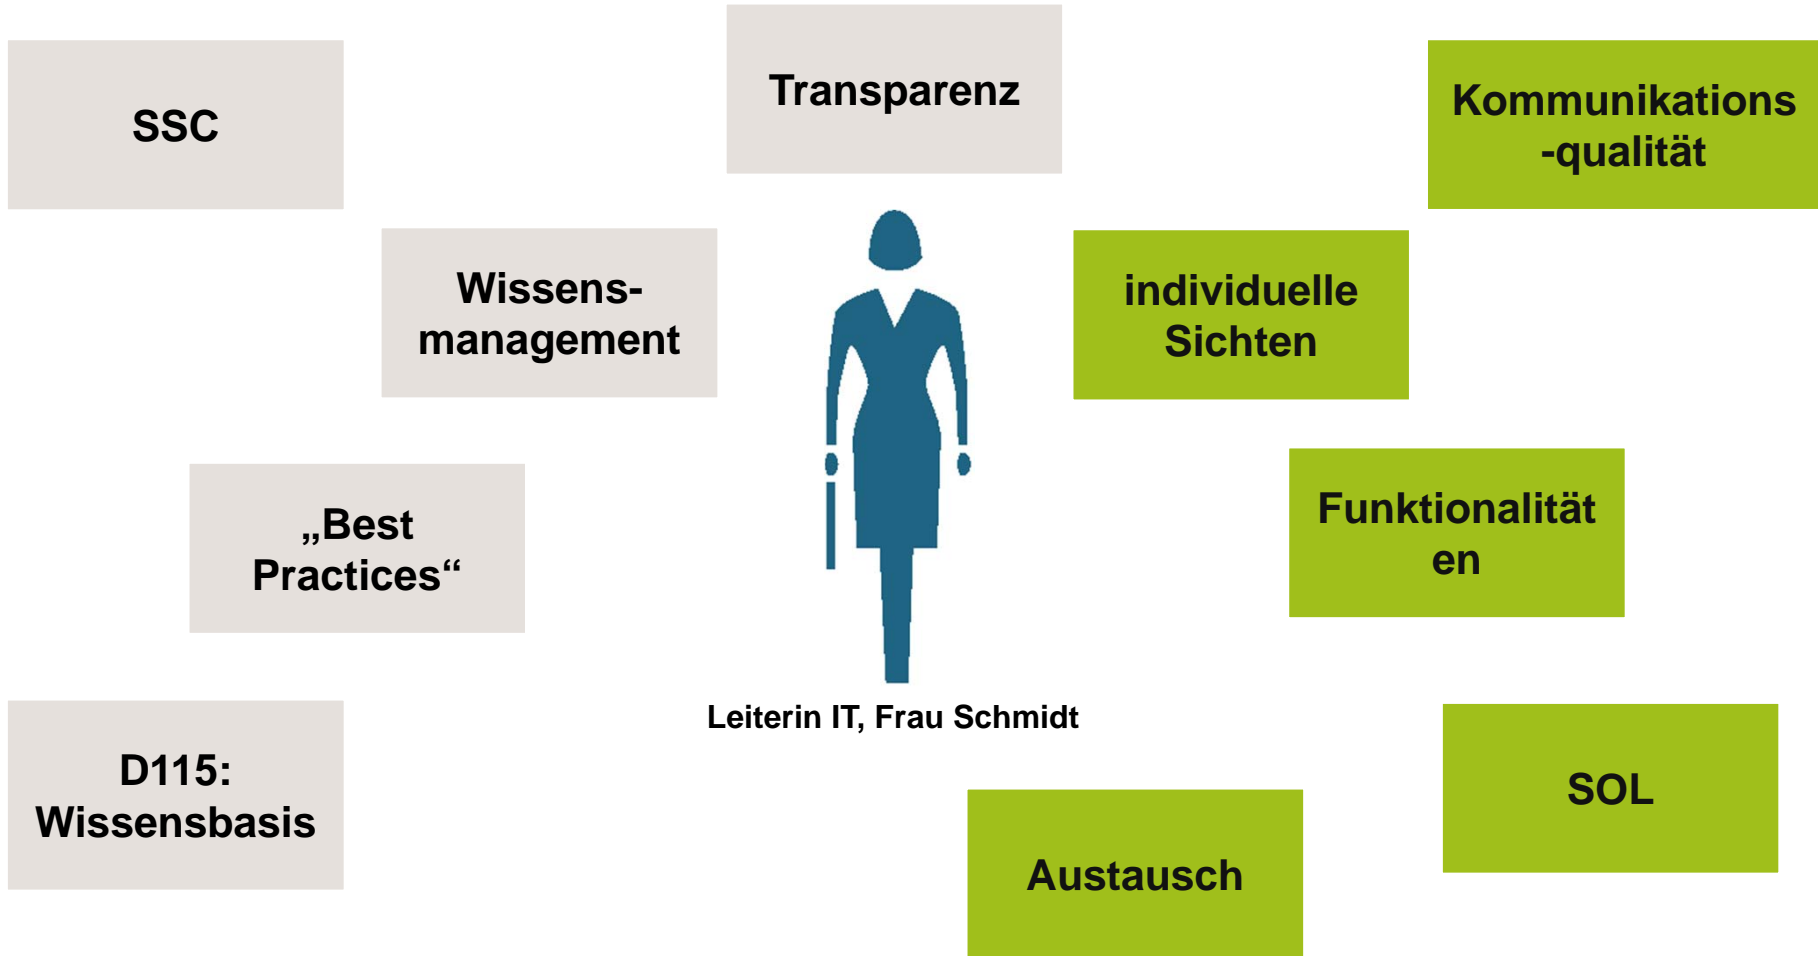 SSC
Transparenz
Kommunikations
-qualität
Wissens-
management
individuelle
Sichten
„Best
Practices“
Funktionalität
en
Leiterin IT, Frau Schmidt
D115:
Wissensbasis
SOL
Austausch